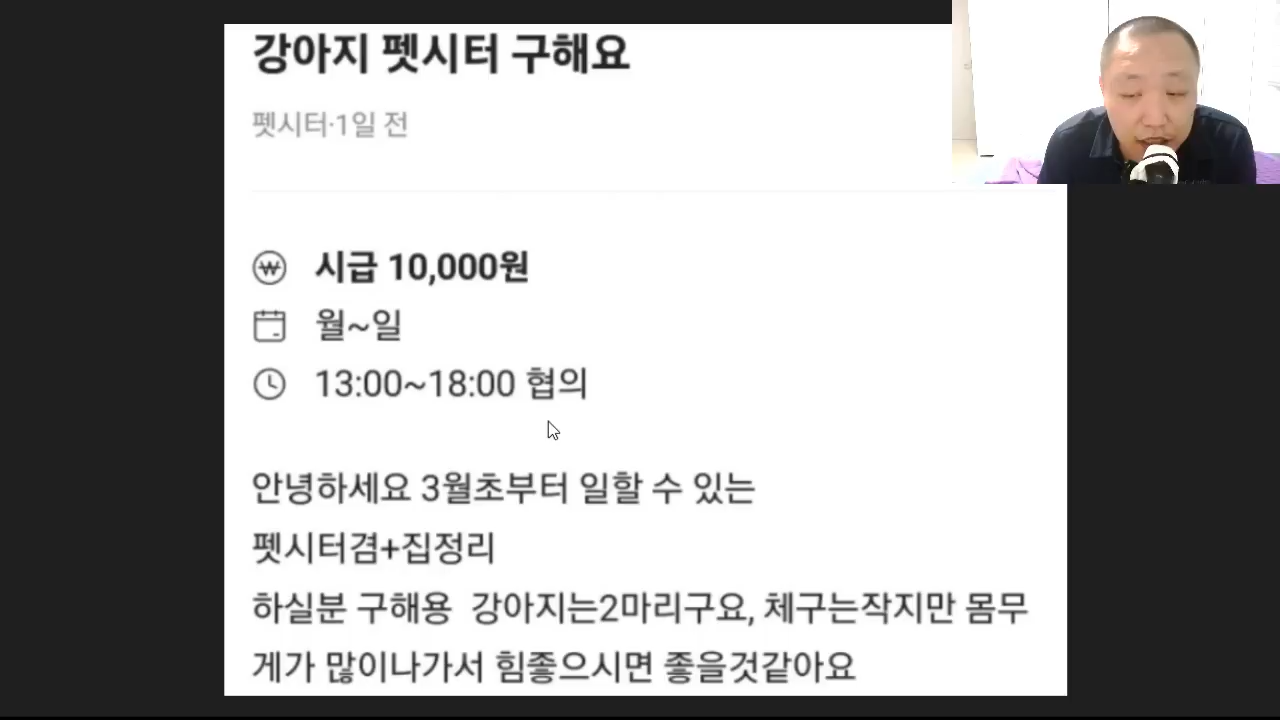 강아지 펫시터 구해요
펫시터·1일 전
시급 10,000원
월~일
13:00~18:00 협의
안녕하세요 3월초부터 일할 수 있는
펫시터겸+집정리
하실분 구해용 강아지는2마리구요, 체구는작지만 몸무
게가 많이나가서 힘좋으시면 좋을것같아요